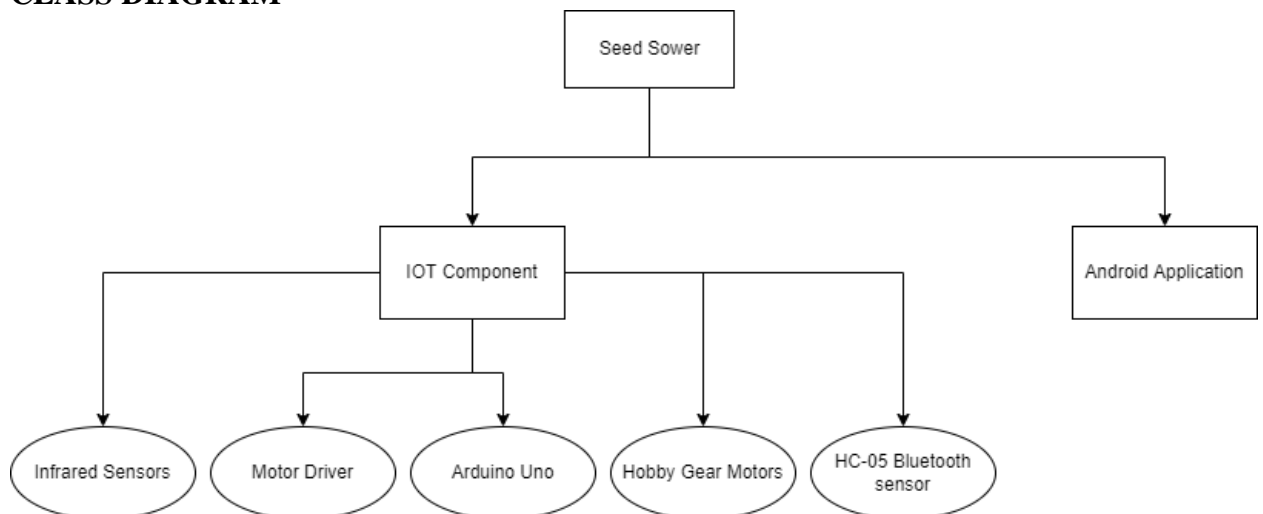 CLASS DIAGRAM
Seed Sower
IOT Component
Android Application
Infrared Sensors
Motor Driver
Arduino Uno
Hobby Gear Motors
HC-05 Bluetooth
sensor